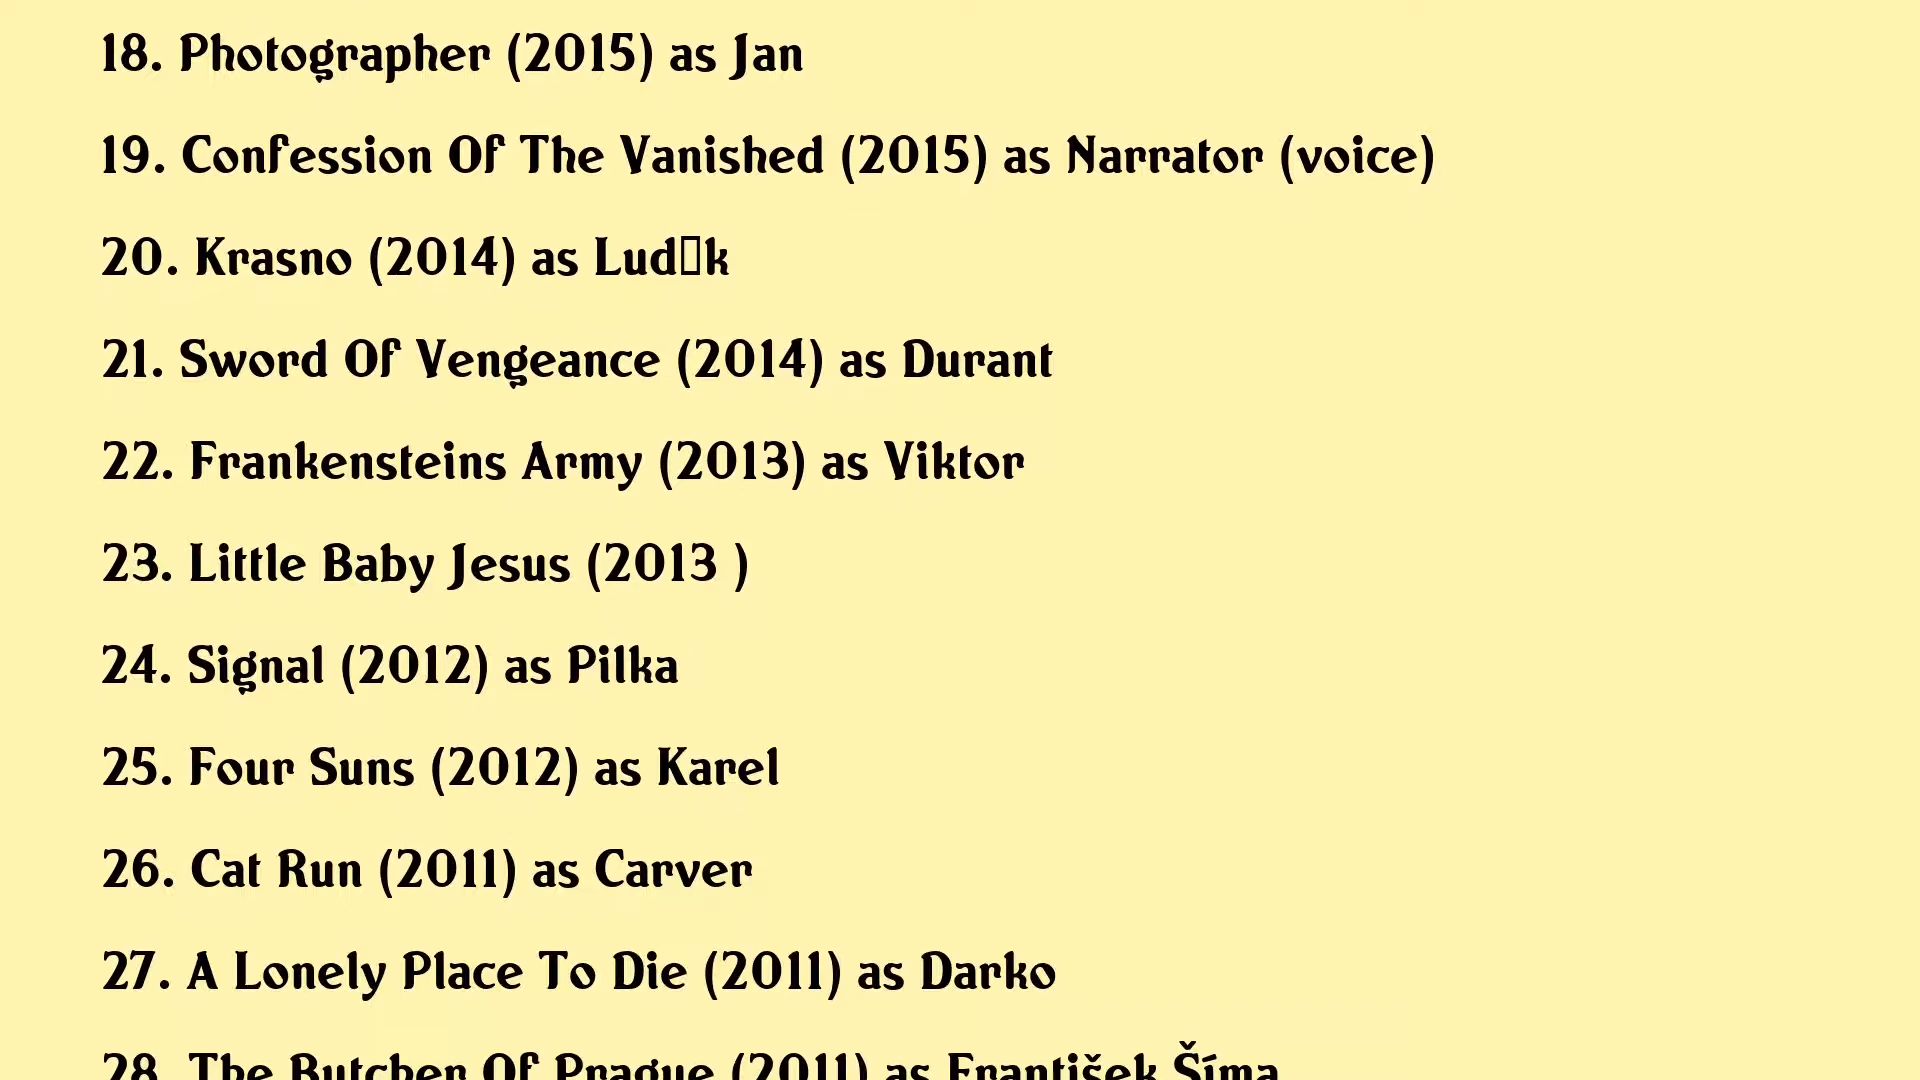 18. Photographer (2015) as Jan
19. Confession Of The Vanished (2015) as Narrator (voice)
20. Krasno (2014) as Lud▯k
21. Sword Of Vengeance (2014) as Durant
22. Frankensteins Army (2013) as Viktor
23. Little Baby Jesus (2013 )
24. Signal (2012) as Pilka
25. Four Suns (2012) as Karel
26. Cat Run (2011) as Carver
27. A Lonely Place To Die (2011) as Darko
28. The Butcher Of Prague (2011) as František Šíma